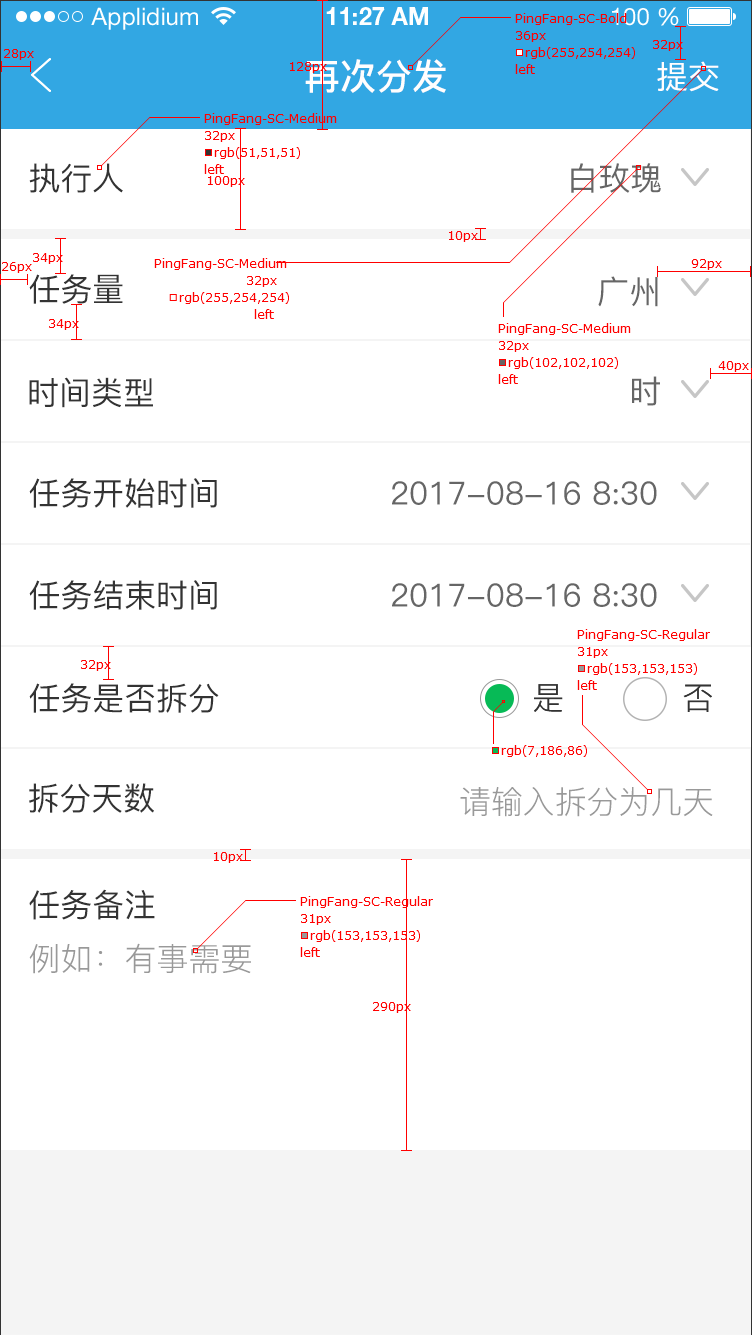 Applidium 11:27 AM 100 %
PingFang-SC-Bold
36px
rgb(255,254,254)
left
32px
28px
128px
再次分发
提交
PingFang-SC-Medium
32px
rgb(51,51,51)
left
100px
执行人
白玫瑰
10px
34px
26px
PingFang-SC-Medium
32px
rgb(255,254,254)
left
92px
任务量
广州
34px
PingFang-SC-Medium
32px
rgb(102,102,102)
left
40px
时间类型
时
任务开始时间
2017-08-16 8:30
任务结束时间
2017-08-16 8:30
PingFang-SC-Regular
31px
rgb(153,153,153)
left
32px
任务是否拆分
是
否
rgb(7,186,86)
拆分天数
请输入拆分为几天
10px
任务备注
PingFang-SC-Regular
31px
rgb(153,153,153)
left
例如：有事需要
290px